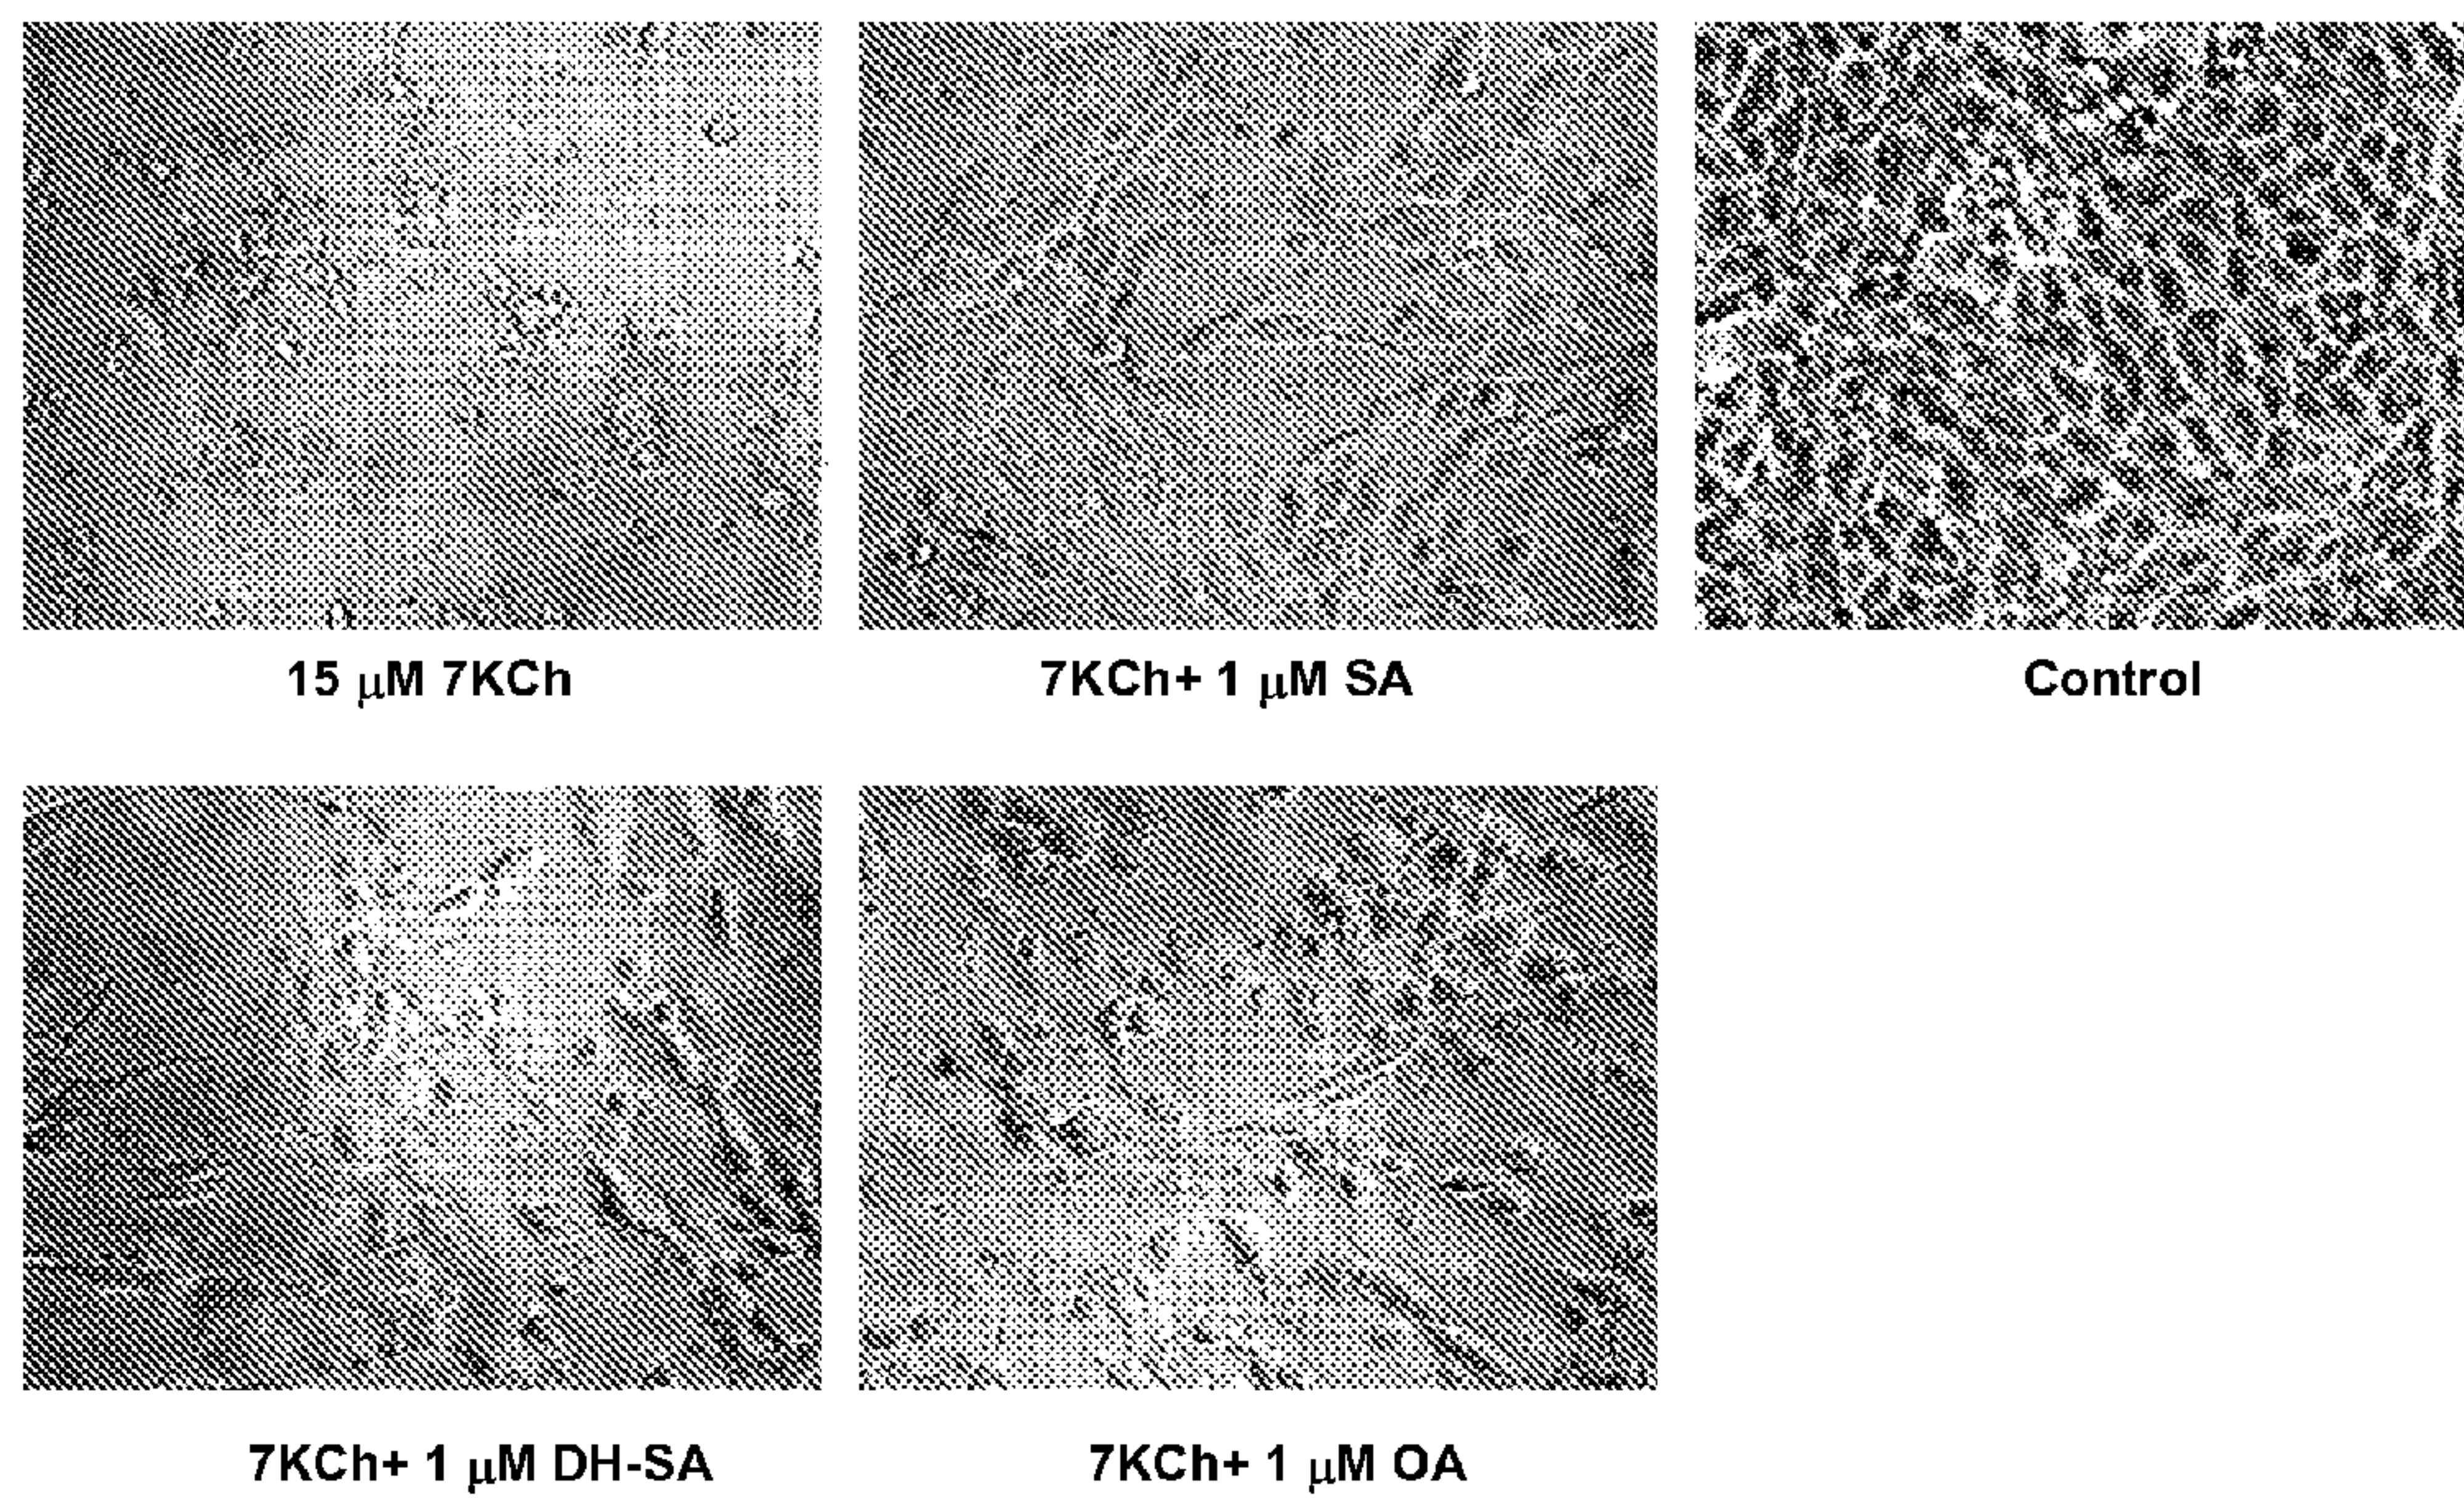 15 μM 7KCh
7KCh+ 1 μM SA
Control
7KCh+ 1 μM DH-SA
7KCh+ 1 μM OA